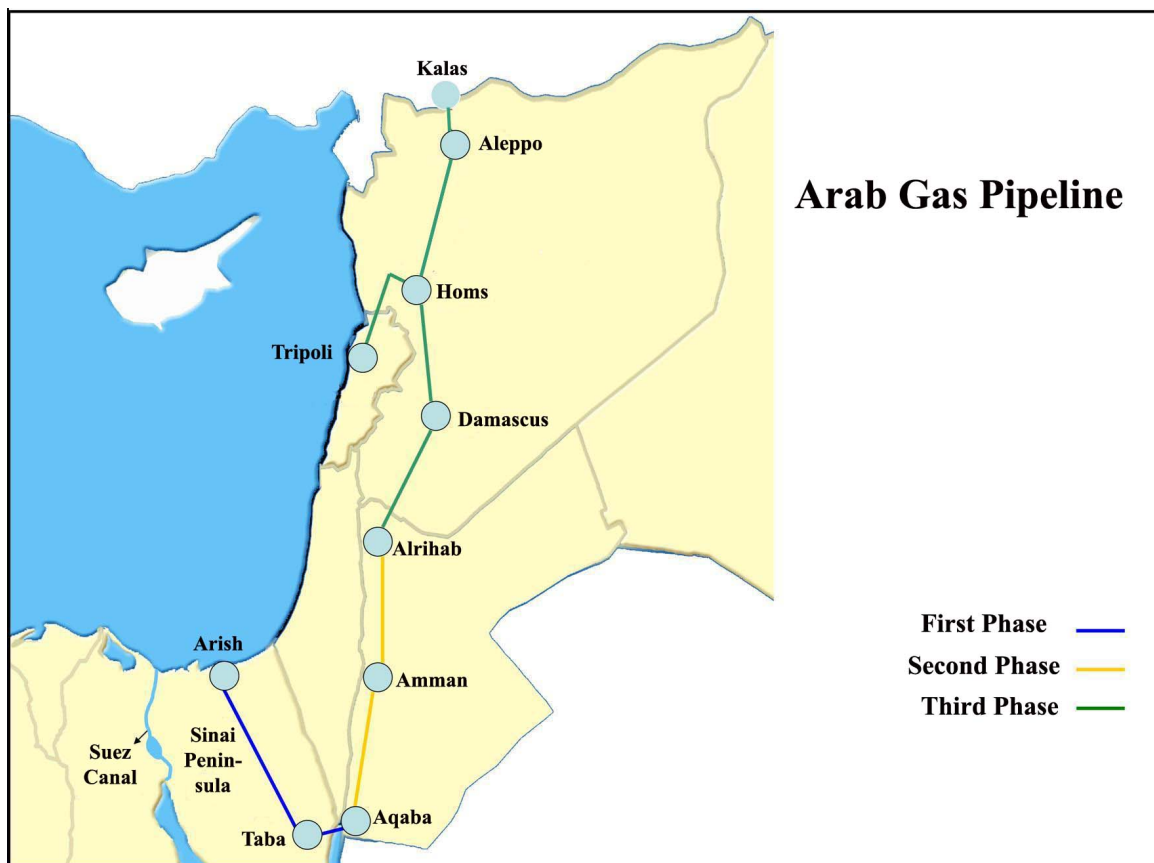 Kalas
Aleppo
Arab Gas Pipeline
Homs
Tripoli
Damascus
Alrihab
Arish
Amman
Sinai
Penin-
sula
Suez
Canal
Taba
Aqaba
First Phase
Second Phase
Third Phase